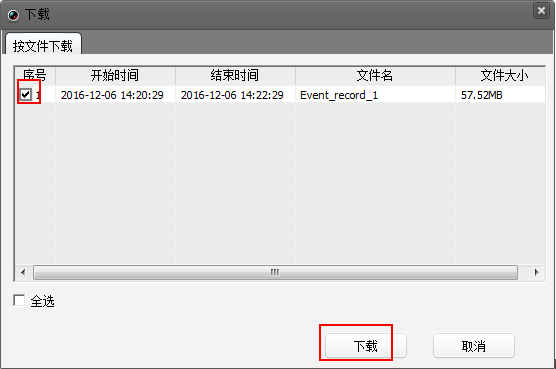 下载
按文件下载
序号 开始时间 结束时间 文件名 文件大小
1 2016-12-06 14:20:29 2016-12-06 14:22:29 Event_record_1 57.52MB
全选
下载 取消